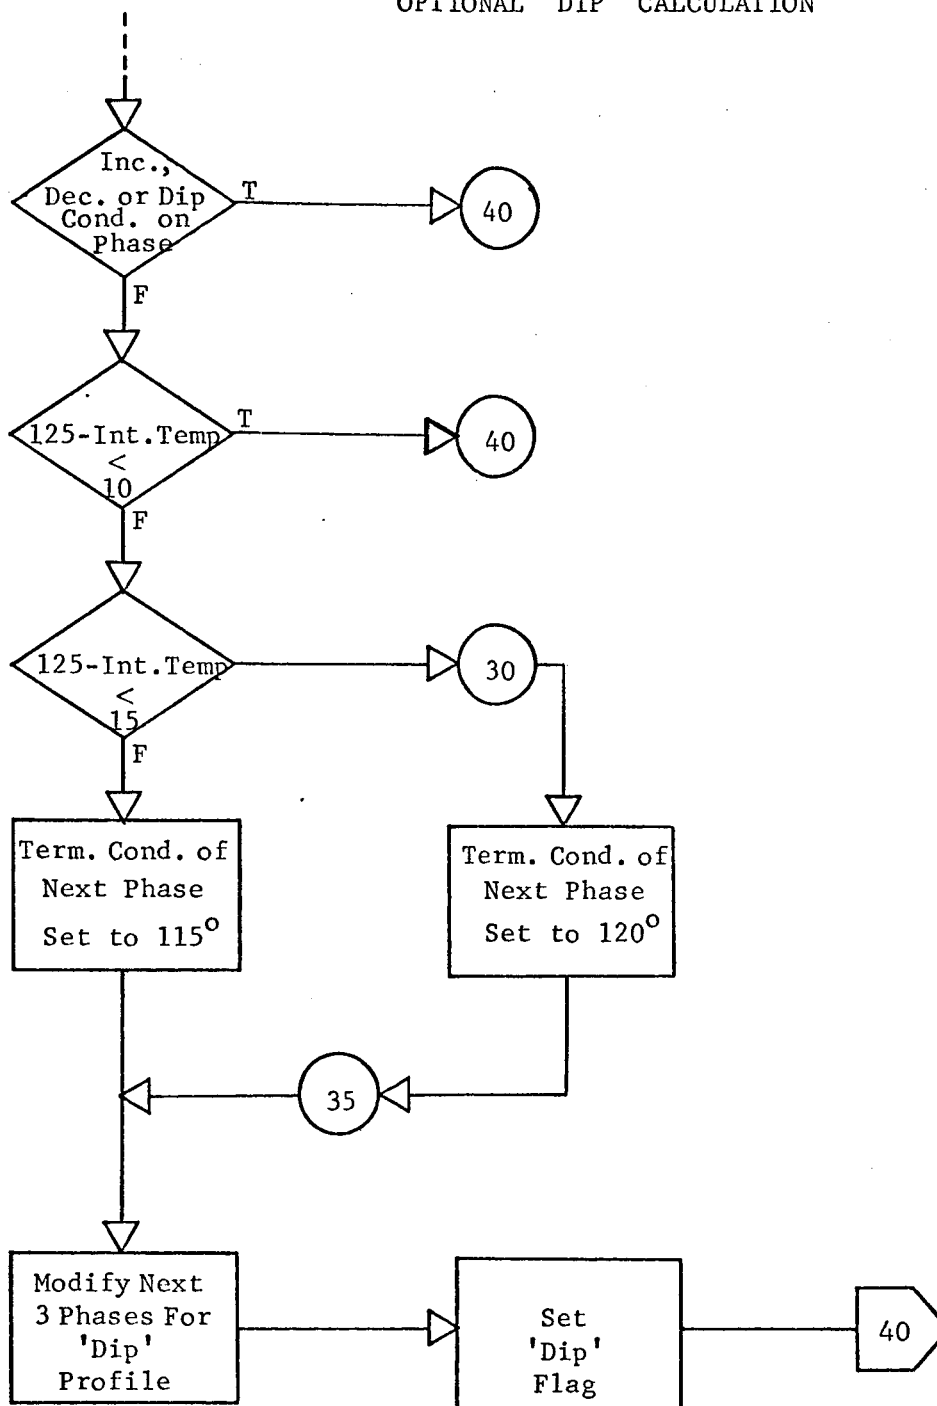 OPTIONAL DIP CALCULATION
Inc.,
Dec. or Dip
Cond. on
Phase
T
40
F
125-Int.Temp
<
10
T
40
F
125-Int.Temp
<
15
30
F
Term. Cond. of
Next Phase
Set to 115°
Term. Cond. of
Next Phase
Set to 120°
35
Modify Next
3 Phases For
'Dip'
Profile
Set
'Dip'
Flag
40